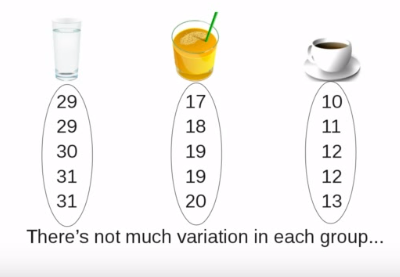 29 17 10
29 18 11
30 19 12
31 19 12
31 20 13
There's not much variation in each group...